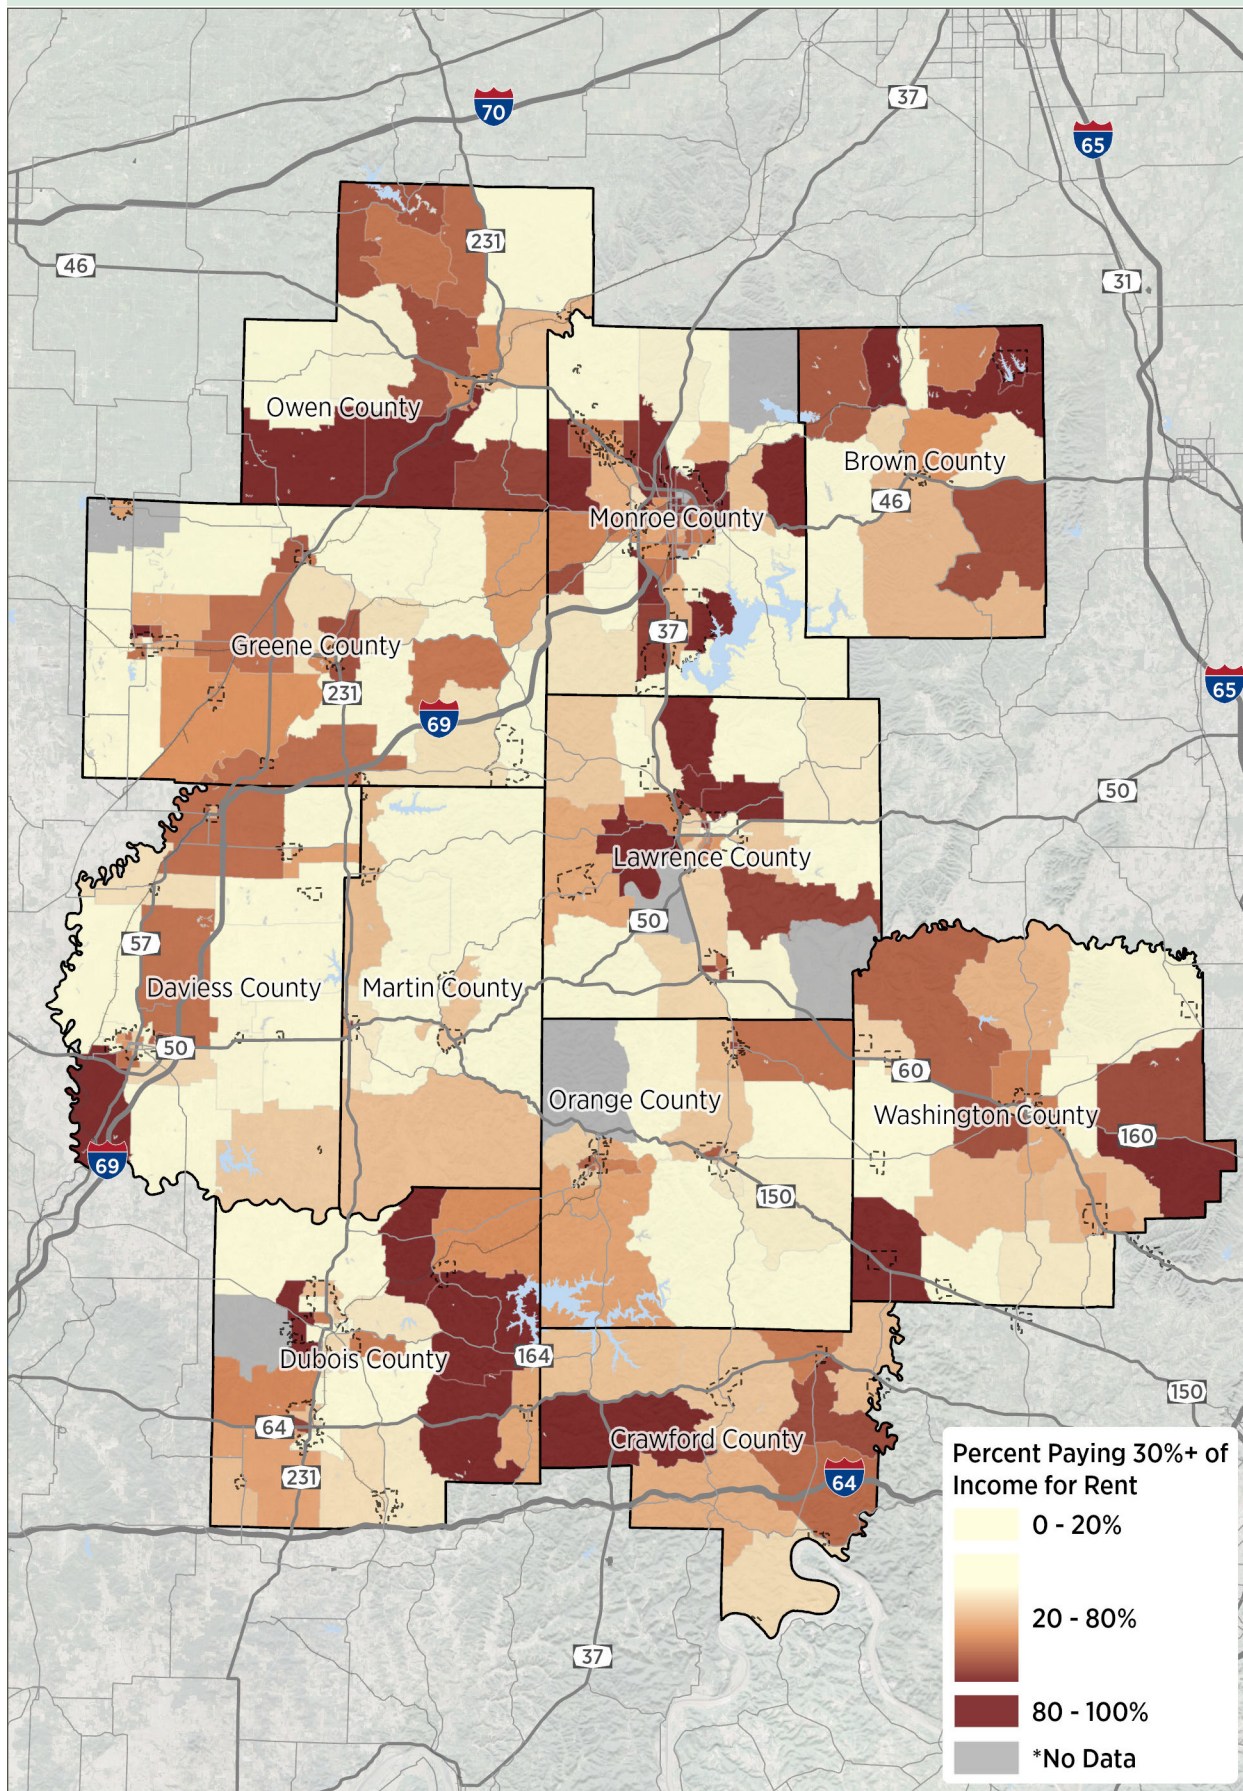 70
37
65
231
46
31
Owen County
Brown County
46
Monroe County
37
Greene County
231
69
65
50
Lawrence County
50
57
Daviess County
Martin County
50
60
Orange County
Washington County
160
69
150
164
Dubois County
150
64
Crawford County
231
64
37
Percent Paying 30%+ of
Income for Rent
0 - 20%
20 - 80%
80 - 100%
*No Data